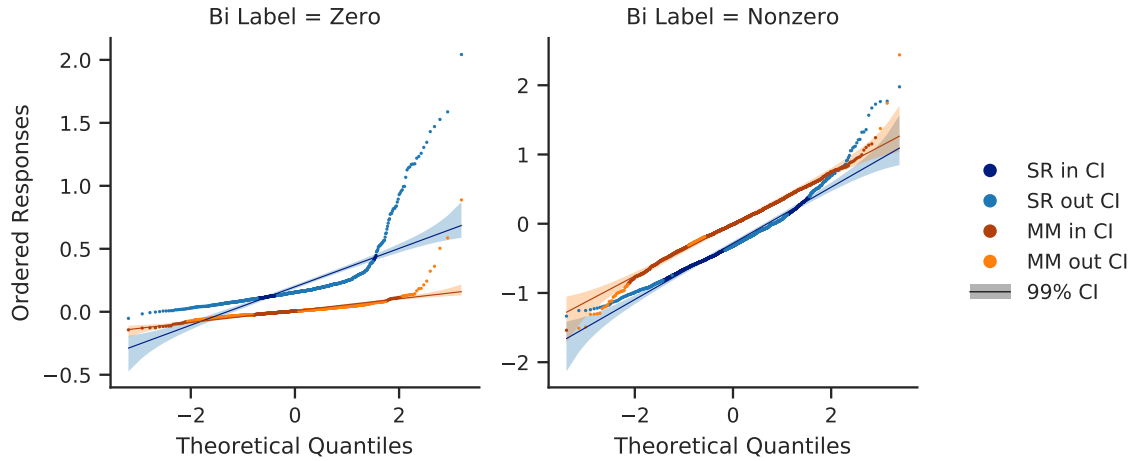 Bi Label = Zero
Bi Label = Nonzero
Ordered Responses
2.0
1.5
1.0
0.5
0.0
−0.5
−2
0
2
Theoretical Quantiles
2
1
0
−1
−2
−2
0
2
Theoretical Quantiles
SR in CI
SR out CI
MM in CI
MM out CI
99% CI